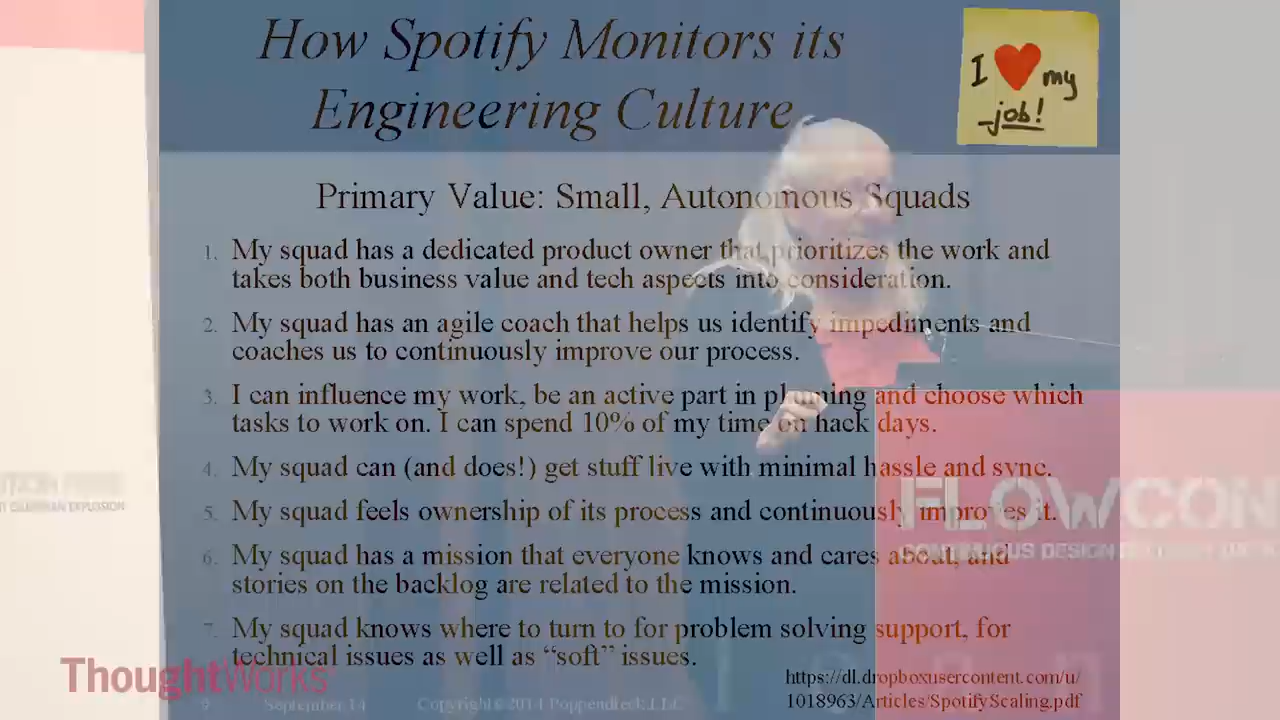 How Spotify Monitors its
Engineering Culture
I ❤ my
job!
Primary Value: Small, Autonomous Squads
1. My squad has a dedicated product owner that prioritizes the work and
takes both business value and tech aspects into consideration.
2. My squad has an agile coach that helps us identify impediments and
coaches us to continuously improve our process.
3. I can influence my work, be an active part in planning and choose which
tasks to work on. I can spend 10% of my time on hack days.
4. My squad can (and does!) get stuff live with minimal hassle and sync.
5. My squad feels ownership of its process and continuously improves it.
6. My squad has a mission that everyone knows and cares about, and
stories on the backlog are related to the mission.
7. My squad knows where to turn to for problem solving support, for
technical issues as well as “soft” issues.
https://dl.dropboxusercontent.com/u/
1018963/Articles/SpotifyScaling.pdf
9 September 14 Copyright©2014 Poppendieck.LLC
ThoughtWorks
FLOWCON
CONTINUOUS DESIGN
EXPLOSION